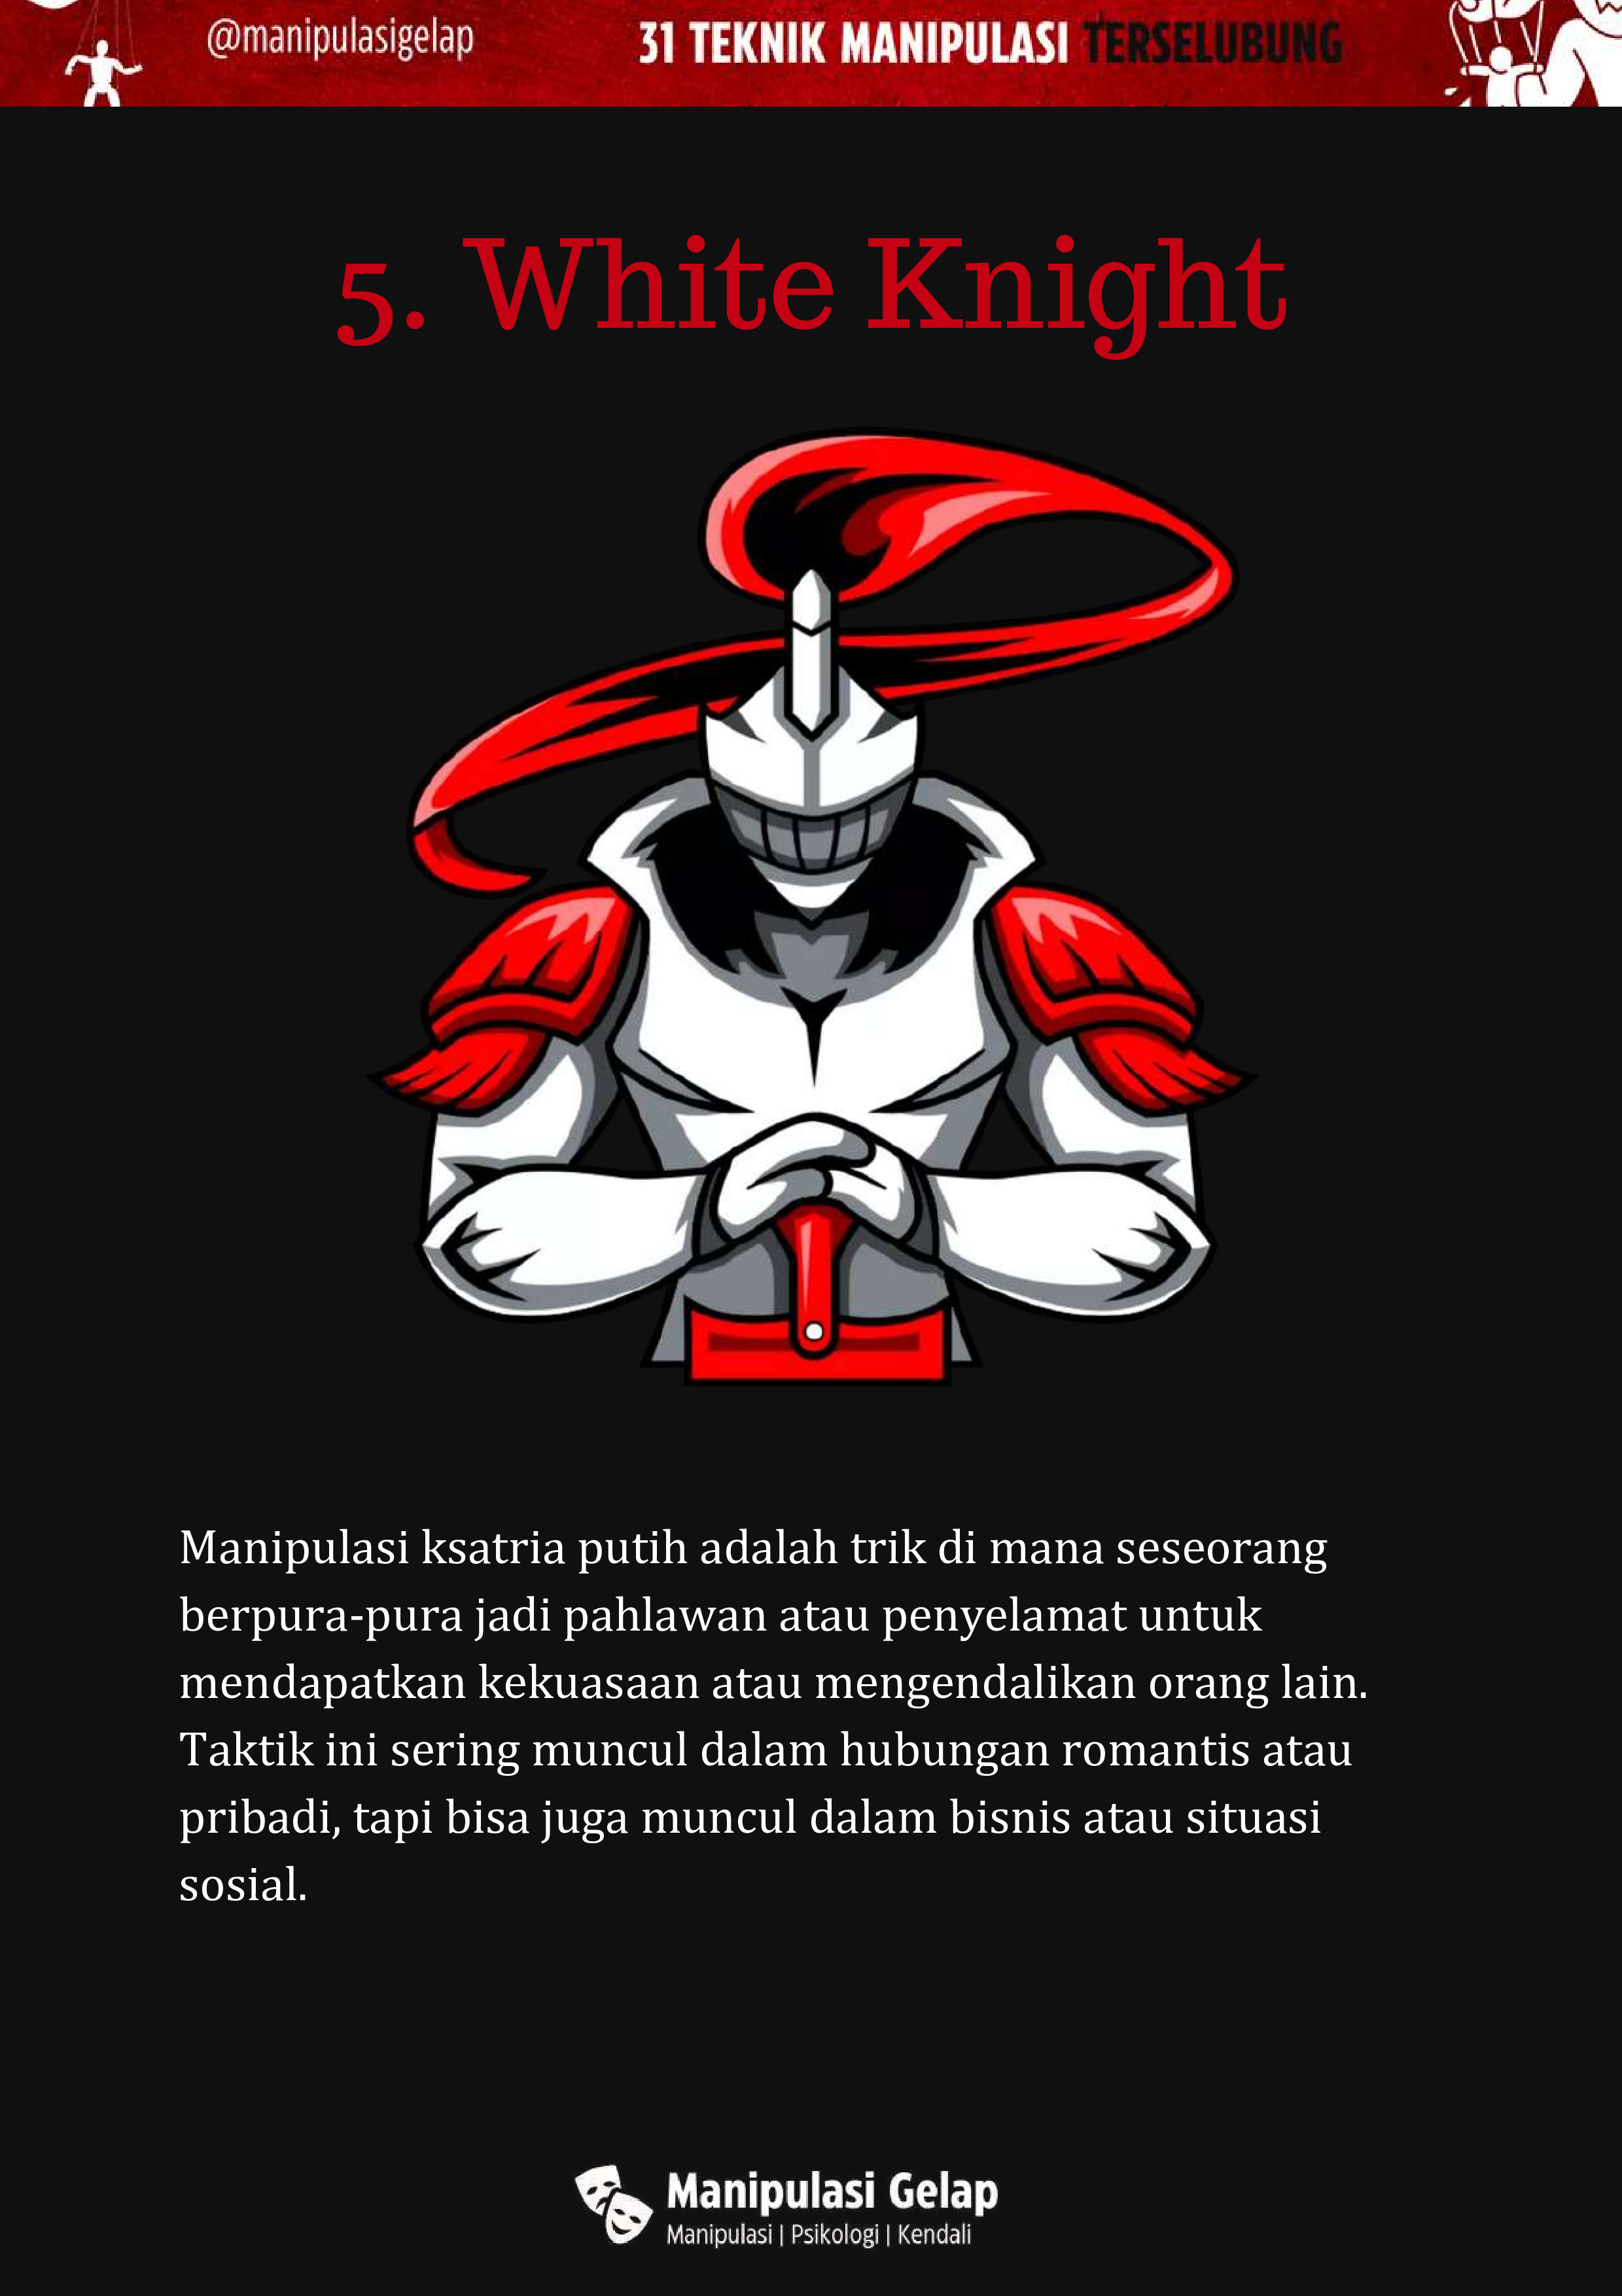 @manipulasigelap
31 TEKNIK MANIPULASI TERSELUBUNG
5. White Knight
Manipulasi ksatria putih adalah trik di mana seseorang
berpura-pura jadi pahlawan atau penyelamat untuk
mendapatkan kekuasaan atau mengendalikan orang lain.
Taktik ini sering muncul dalam hubungan romantis atau
pribadi, tapi bisa juga muncul dalam bisnis atau situasi
sosial.
Manipulasi Gelap
Manipulasi | Psikologi | Kendali